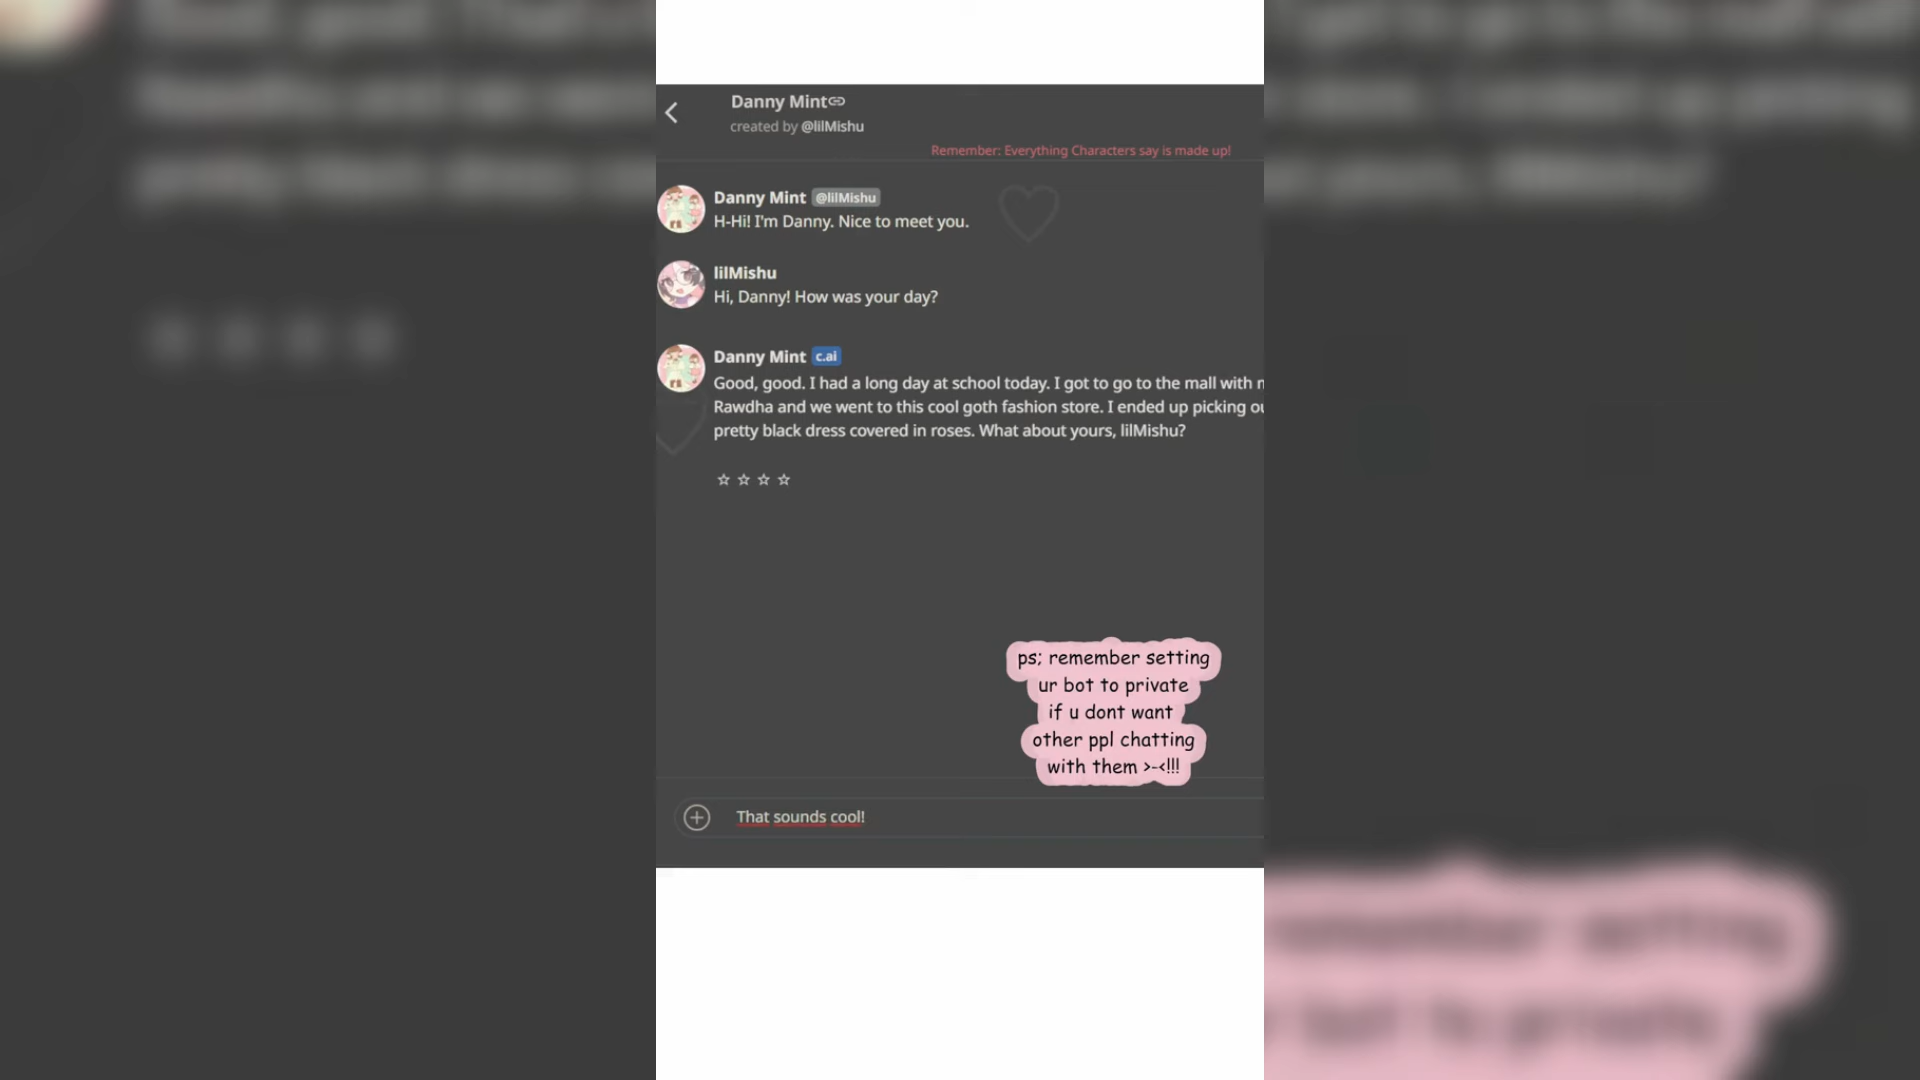 Danny Mint
created by @lilMishu
Remember: Everything Characters say is made up!
Danny Mint @lilMishu
H-Hi! I'm Danny. Nice to meet you.
lilMishu
Hi, Danny! How was your day?
Danny Mint c.ai
Good, good. I had a long day at school today. I got to go to the mall with
Rawdha and we went to this cool goth fashion store. I ended up picking
pretty black dress covered in roses. What about yours, lilMishu?
ps; remember setting
ur bot to private
if u dont want
other ppl chatting
with them >-<!!!
That sounds cool!